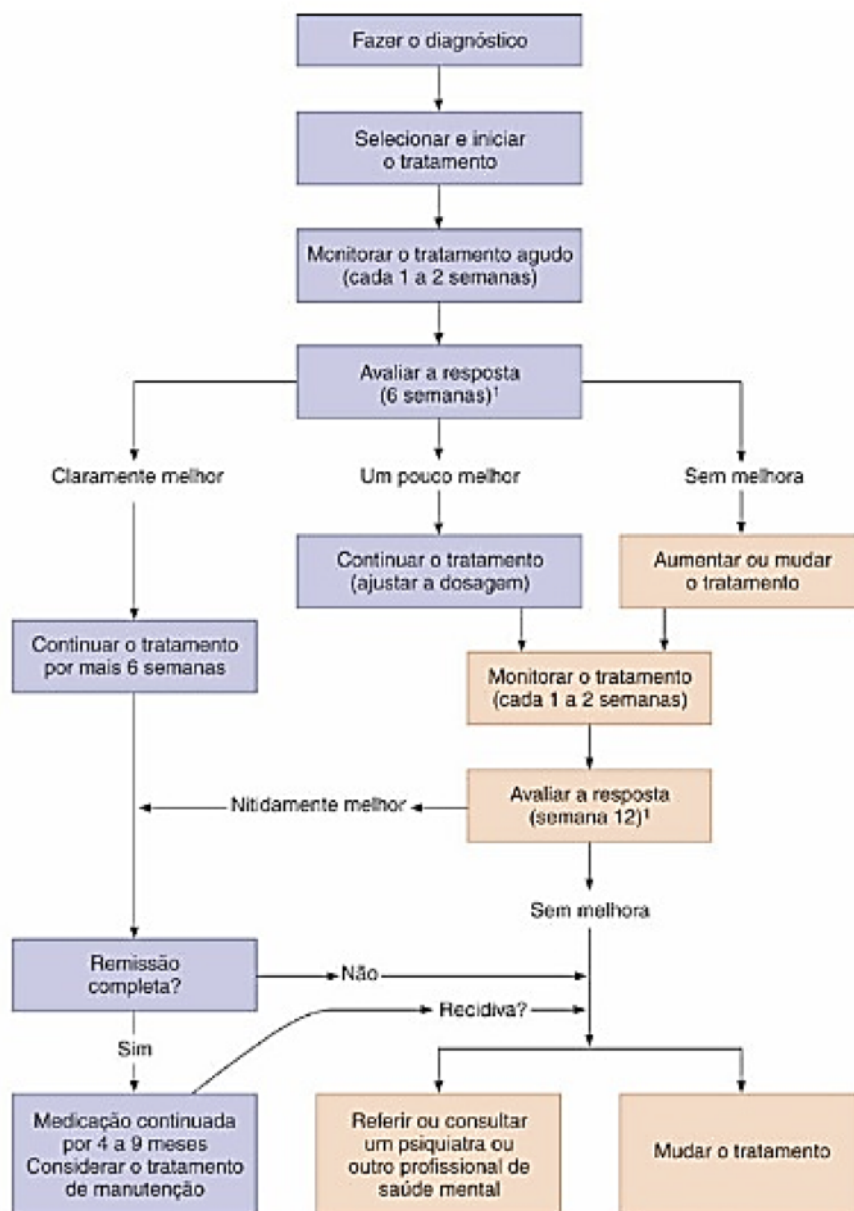 Fazer o diagnóstico
Selecionar e iniciar
o tratamento
Monitorar o tratamento agudo
(cada 1 a 2 semanas)
Avaliar a resposta
(6 semanas)¹
Claramente melhor
Um pouco melhor
Sem melhora
Continuar o tratamento
(ajustar a dosagem)
Aumentar ou mudar
o tratamento
Continuar o tratamento
por mais 6 semanas
Monitorar o tratamento
(cada 1 a 2 semanas)
Nitidamente melhor
Avaliar a resposta
(semana 12)¹
Sem melhora
Remissão
completa?
Não
Recidiva?
Sim
Medicação continuada
por 4 a 9 meses
Considerar o tratamento
de manutenção
Referir ou consultar
um psiquiatra ou
outro profissional de
saúde mental
Mudar o tratamento